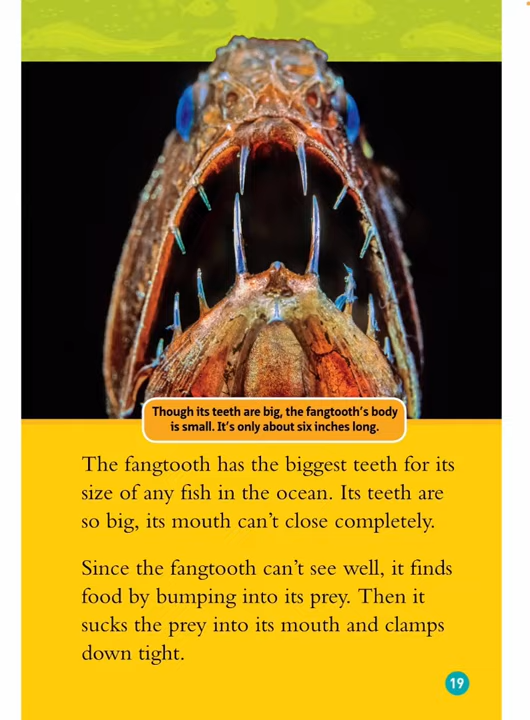 Though its teeth are big, the fangtooth's body
is small. It's only about six inches long.
The fangtooth has the biggest teeth for its
size of any fish in the ocean. Its teeth are
so big, its mouth can't close completely.
Since the fangtooth can't see well, it finds
food by bumping into its prey. Then it
sucks the prey into its mouth and clamps
down tight.
19